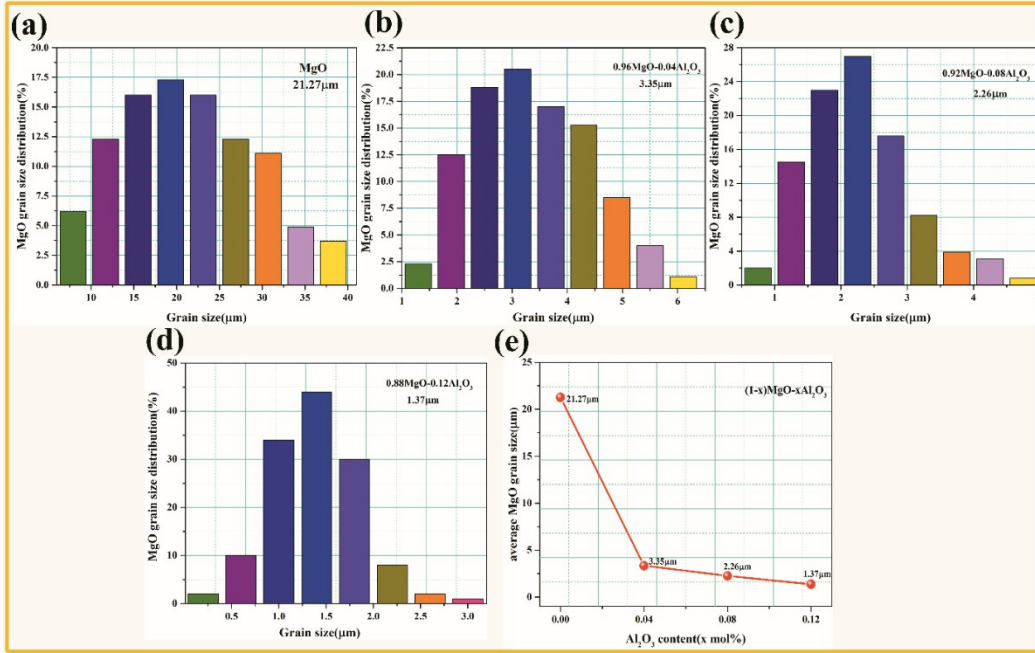 (a)
MgO
21.27μm
MgO grain size distribution(%)
20.0
17.5
15.0
12.5
10.0
7.5
5.0
2.5
0.0
10 15 20 25 30 35 40
Grain size(μm)
(b)
0.96MgO-0.04Al₂O₃
3.35μm
MgO grain size distribution(%)
22.5
20.0
17.5
15.0
12.5
10.0
7.5
5.0
2.5
0.0
1 2 3 4 5 6
Grain size(μm)
(c)
0.92MgO-0.08Al₂O₃
2.26μm
MgO grain size distribution(%)
28
24
20
16
12
8
4
0
1 2 3 4
Grain size(μm)
(d)
0.88MgO-0.12Al₂O₃
1.37μm
MgO grain size distribution(%)
50
40
30
20
10
0
0.5 1.0 1.5 2.0 2.5 3.0
Grain size(μm)
(e)
(1-x)MgO-xAl₂O₃
average MgO grain size(μm)
25
20
15
10
5
0
21.27μm
3.35μm
2.26μm
1.37μm
0.00 0.04 0.08 0.12
Al₂O₃ content(x mol%)